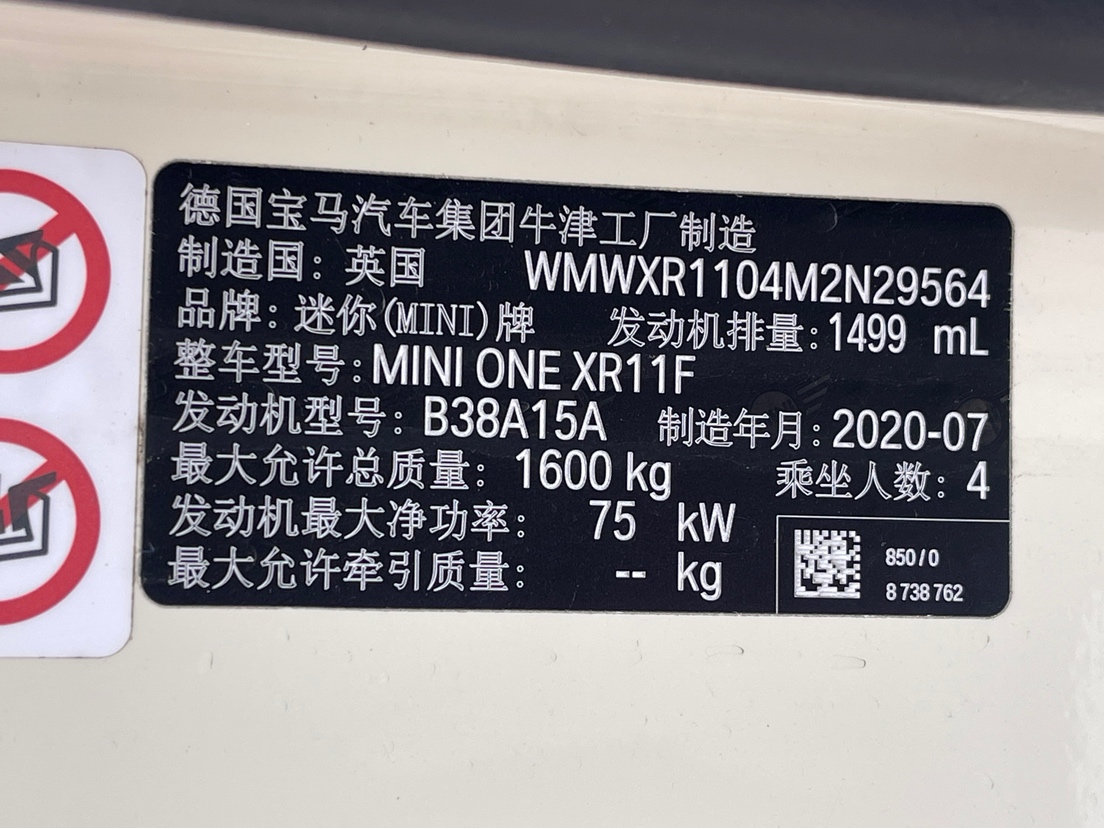 德国宝马汽车集团牛津工厂制造
制造国：英国 WMWXR1104M2N29564
品牌：迷你(MINI)牌 发动机排量：1499 mL
整车型号：MINI ONE XR11F
发动机型号：B38A15A 制造年月：2020-07
最大允许总质量：1600 kg 乘坐人数：4
发动机最大净功率：75 kW
最大允许牵引质量：-- kg
850/0
8 738 762